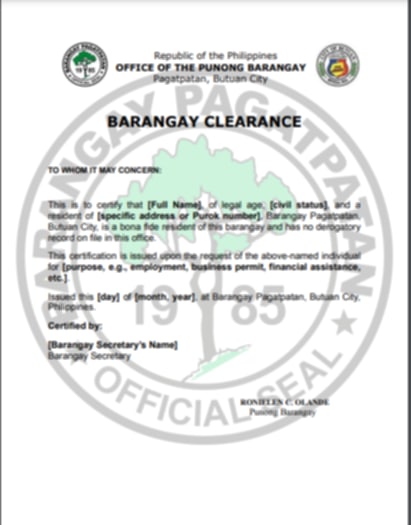 Republic of the Philippines
OFFICE OF THE PUNONG BARANGAY
Pagatpatan, Butuan City
BARANGAY CLEARANCE
TO WHOM IT MAY CONCERN:
This is to certify that [Full Name], of legal age, [civil status], and a
resident of [specific address or Purok number], Barangay Pagatpatan,
Butuan City, is a bona fide resident of this barangay and has no derogatory
record on file in this office.
This certification is issued upon the request of the above-named individual
for [purpose, e.g., employment, business permit, financial assistance,
etc.].
Issued this [day] of [month, year], at Barangay Pagatpatan, Butuan City,
Philippines.
Certified by:
[Barangay Secretary's Name]
Barangay Secretary
RONIELEN C. OLANDE
Punong Barangay
BARANGAY PAGATPATAN
1985
OFFICIAL SEAL